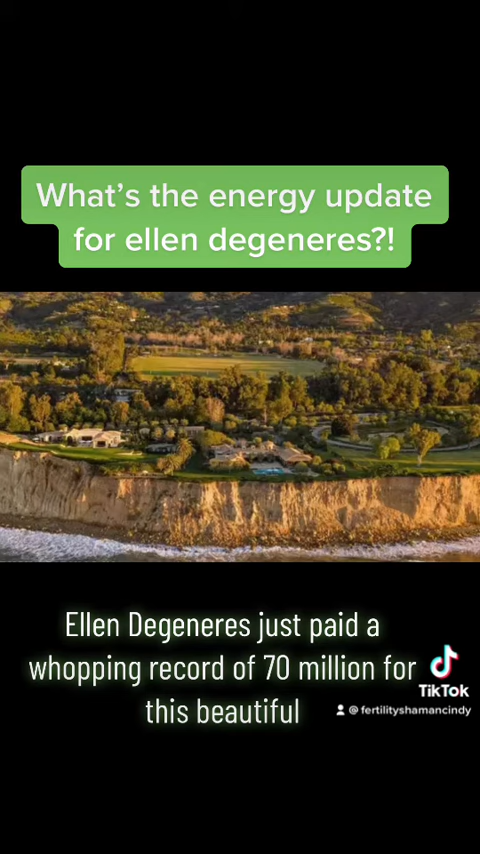 What's the energy update
for ellen degeneres?!
Ellen Degeneres just paid a
whopping record of 70 million for
this beautiful
TikTok
@fertilityshamancindy